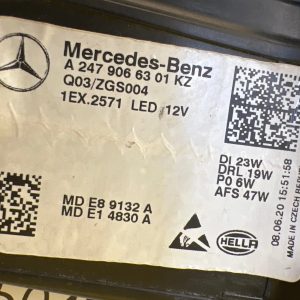 Mercedes-Benz
A 247 906 63 01 KZ
Q03/ZGS004
1EX.2571 LED /12V
DI 23W
DRL 19W
P0 6W
AFS 47W
MD E8 9132 A
MD E1 4830 A
HELLA
08.06.20 15:51:58
MADE IN CZECH REPUBLIC